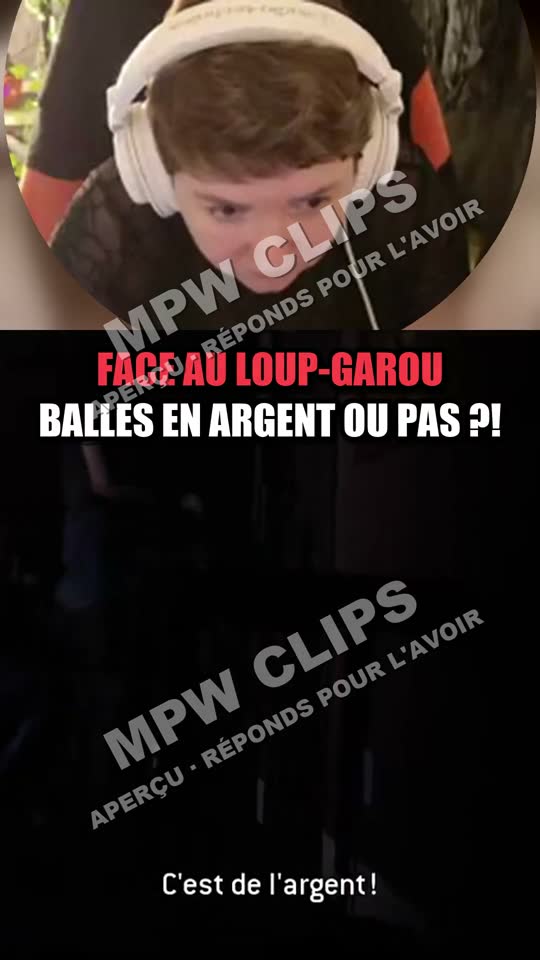 MPW CLIPS
APERÇU · RÉPONDS POUR L'AVOIR
FACE AU LOUP-GAROU
BALLES EN ARGENT OU PAS ?!
MPW CLIPS
APERÇU · RÉPONDS POUR L'AVOIR
C'est de l'argent !